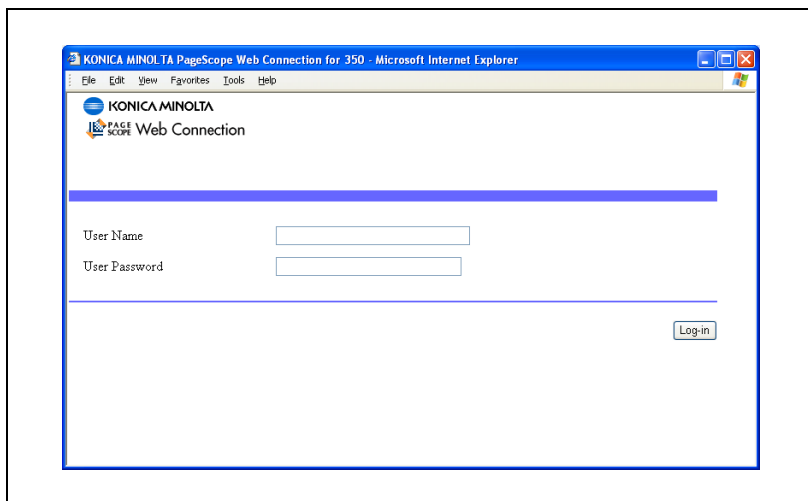 KONICA MINOLTA PageScope Web Connection for 350 - Microsoft Internet Explorer
File Edit View Favorites Tools Help
KONICA MINOLTA
PAGE SCOPE Web Connection
User Name
User Password
Log-in